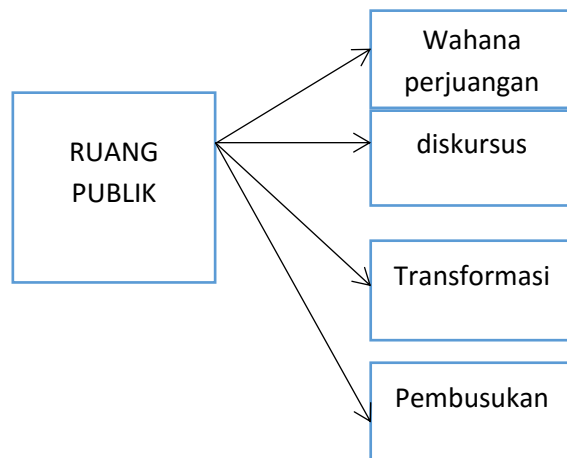 RUANG
PUBLIK
Wahana
perjuangan
diskursus
Transformasi
Pembusukan